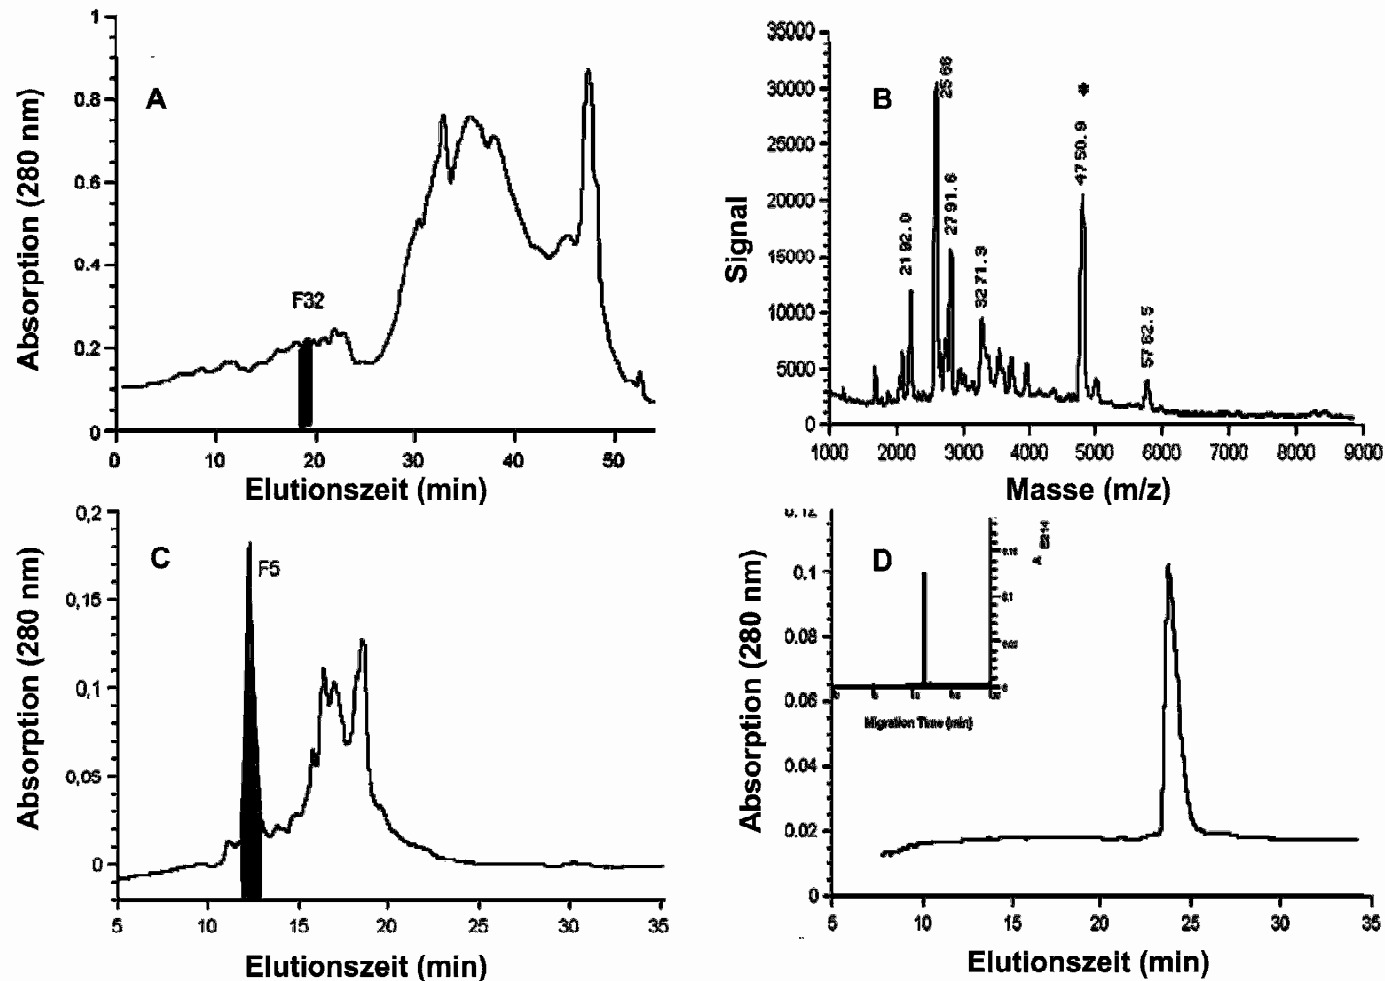 A
Absorption (280 nm)
1
0.8
0.6
0.4
0.2
0
F32
0 10 20 30 40 50
Elutionszeit (min)
B
Signal
35000
30000
25000
20000
15000
10000
5000
0
2192.0
2566
2791.6
3271.3
*
4750.9
5762.5
1000 2000 3000 4000 5000 6000 7000 8000 9000
Masse (m/z)
C
Absorption (280 nm)
0,2
0,15
0,1
0,05
0
F5
5 10 15 20 25 30 35
Elutionszeit (min)
D
Absorption (280 nm)
0.12
0.1
0.08
0.06
0.04
0.02
0
Migration Time (min)
5 10 15 20 25 30 35
Elutionszeit (min)